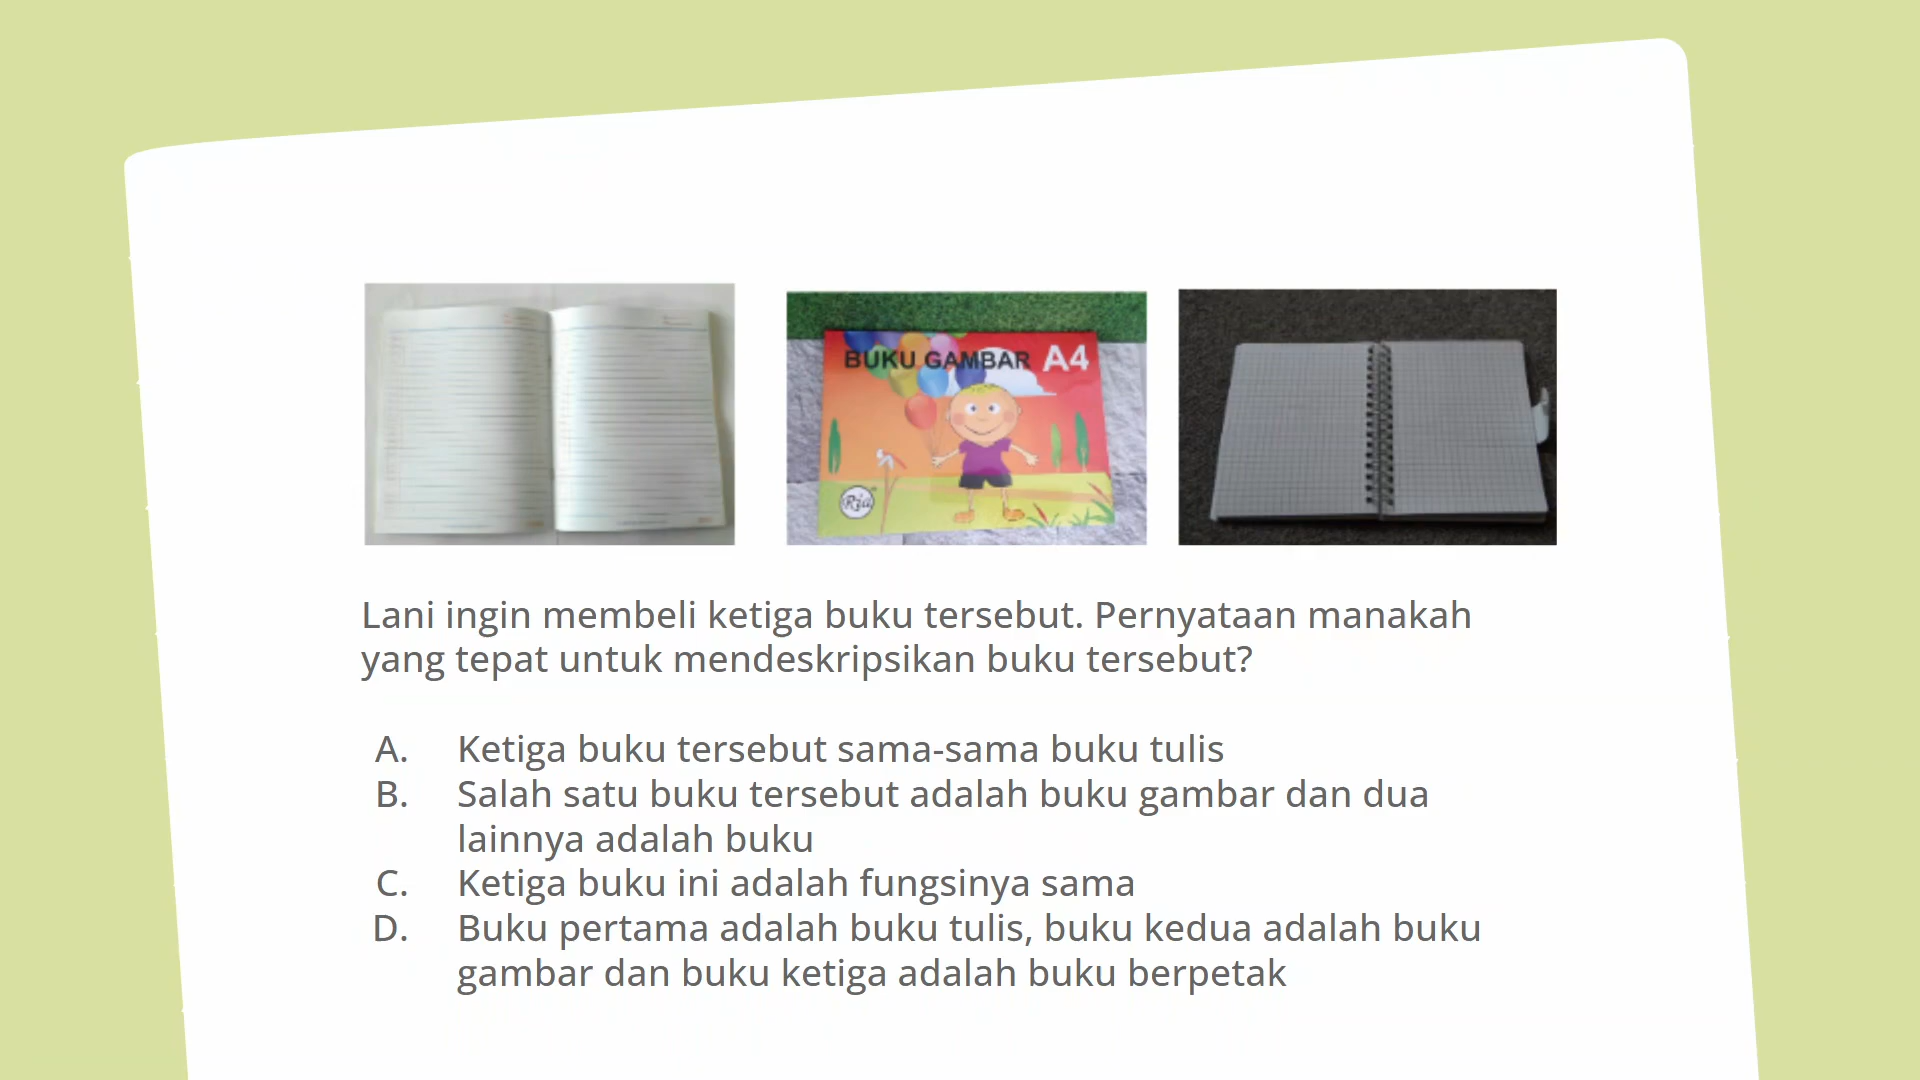 BUKU GAMBAR A4
Ria
Lani ingin membeli ketiga buku tersebut. Pernyataan manakah
yang tepat untuk mendeskripsikan buku tersebut?
A. Ketiga buku tersebut sama-sama buku tulis
B. Salah satu buku tersebut adalah buku gambar dan dua
lainnya adalah buku
C. Ketiga buku ini adalah fungsinya sama
D. Buku pertama adalah buku tulis, buku kedua adalah buku
gambar dan buku ketiga adalah buku berpetak